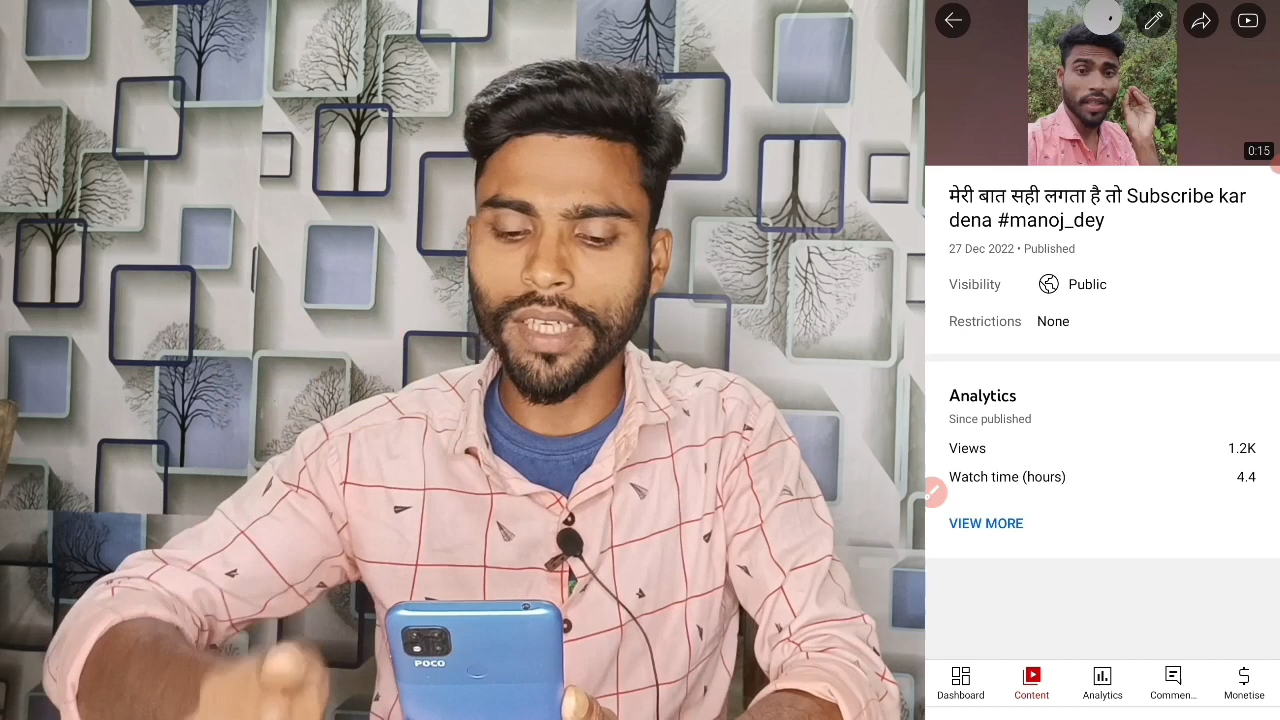 POCO
0:15
मेरी बात सही लगता है तो Subscribe kar
dena #manoj_dey
27 Dec 2022 • Published
Visibility Public
Restrictions None
Analytics
Since published
Views 1.2K
Watch time (hours) 4.4
VIEW MORE
Dashboard Content Analytics Commen... Monetise